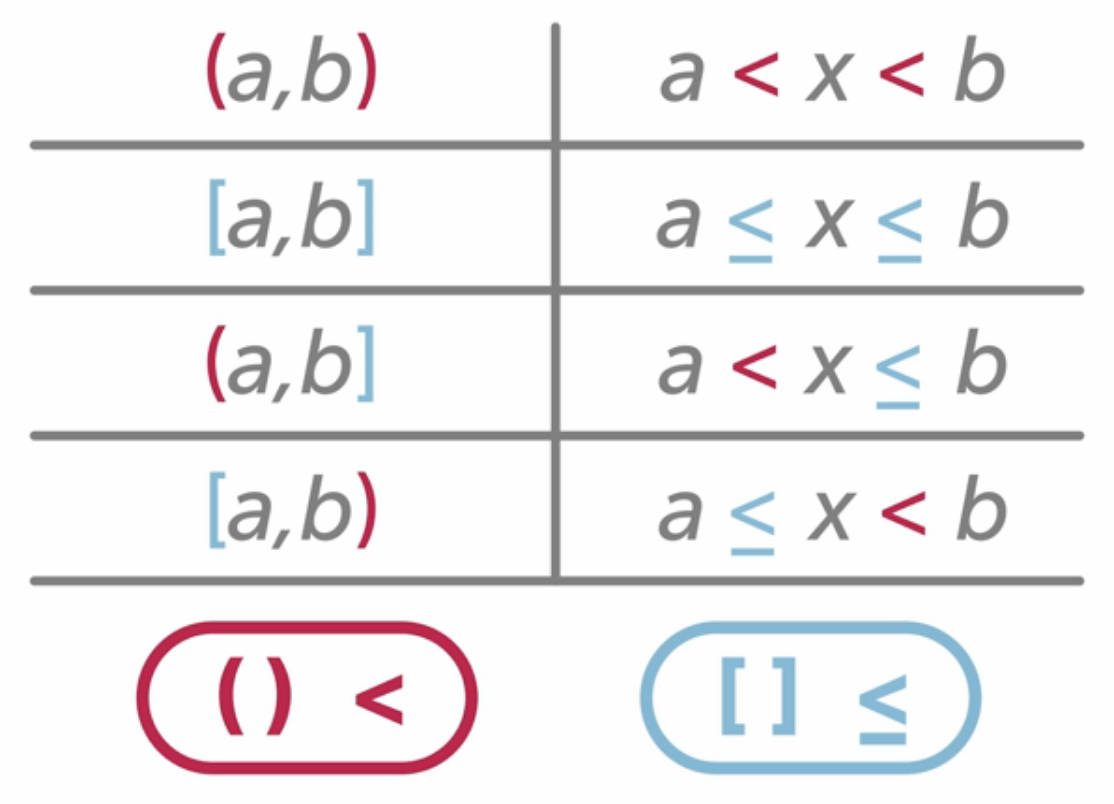 (a,b) a < x < b
[a,b] a ≤ x ≤ b
(a,b] a < x ≤ b
[a,b) a ≤ x < b
( ) < [ ] ≤